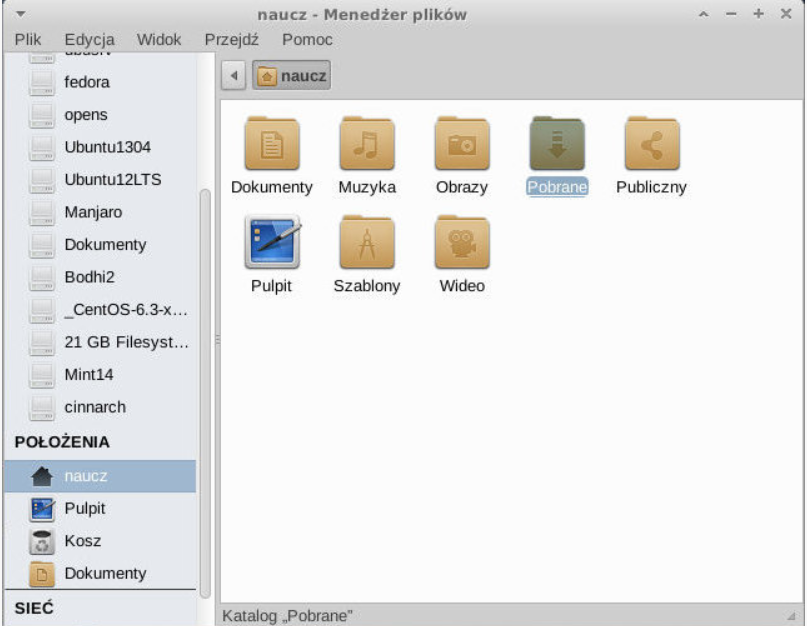 naucz - Menedżer plików
Plik Edycja Widok Przejdź Pomoc
fedora
opens
Ubuntu1304
Ubuntu12LTS
Manjaro
Dokumenty
Bodhi2
_CentOS-6.3-x...
21 GB Filesyst...
Mint14
cinnarch
POŁOŻENIA
naucz
Pulpit
Kosz
Dokumenty
SIEĆ
naucz
Dokumenty Muzyka Obrazy Pobrane Publiczny
Pulpit Szablony Wideo
Katalog „Pobrane”